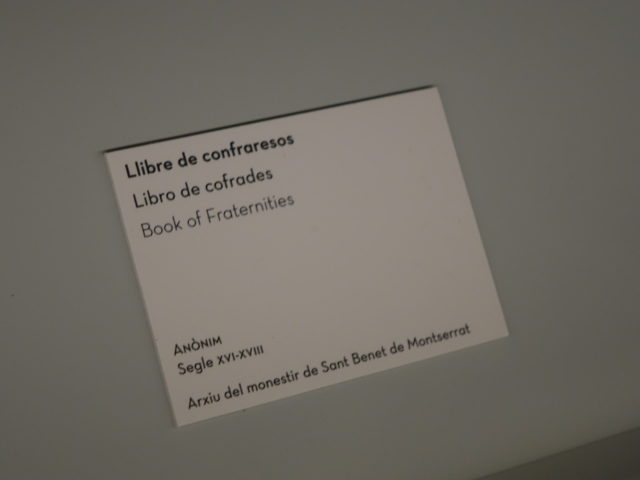 Llibre de confraresos
Libro de cofrades
Book of Fraternities
ANÒNIM
Segle XVI-XVIII
Arxiu del monestir de Sant Benet de Montserrat